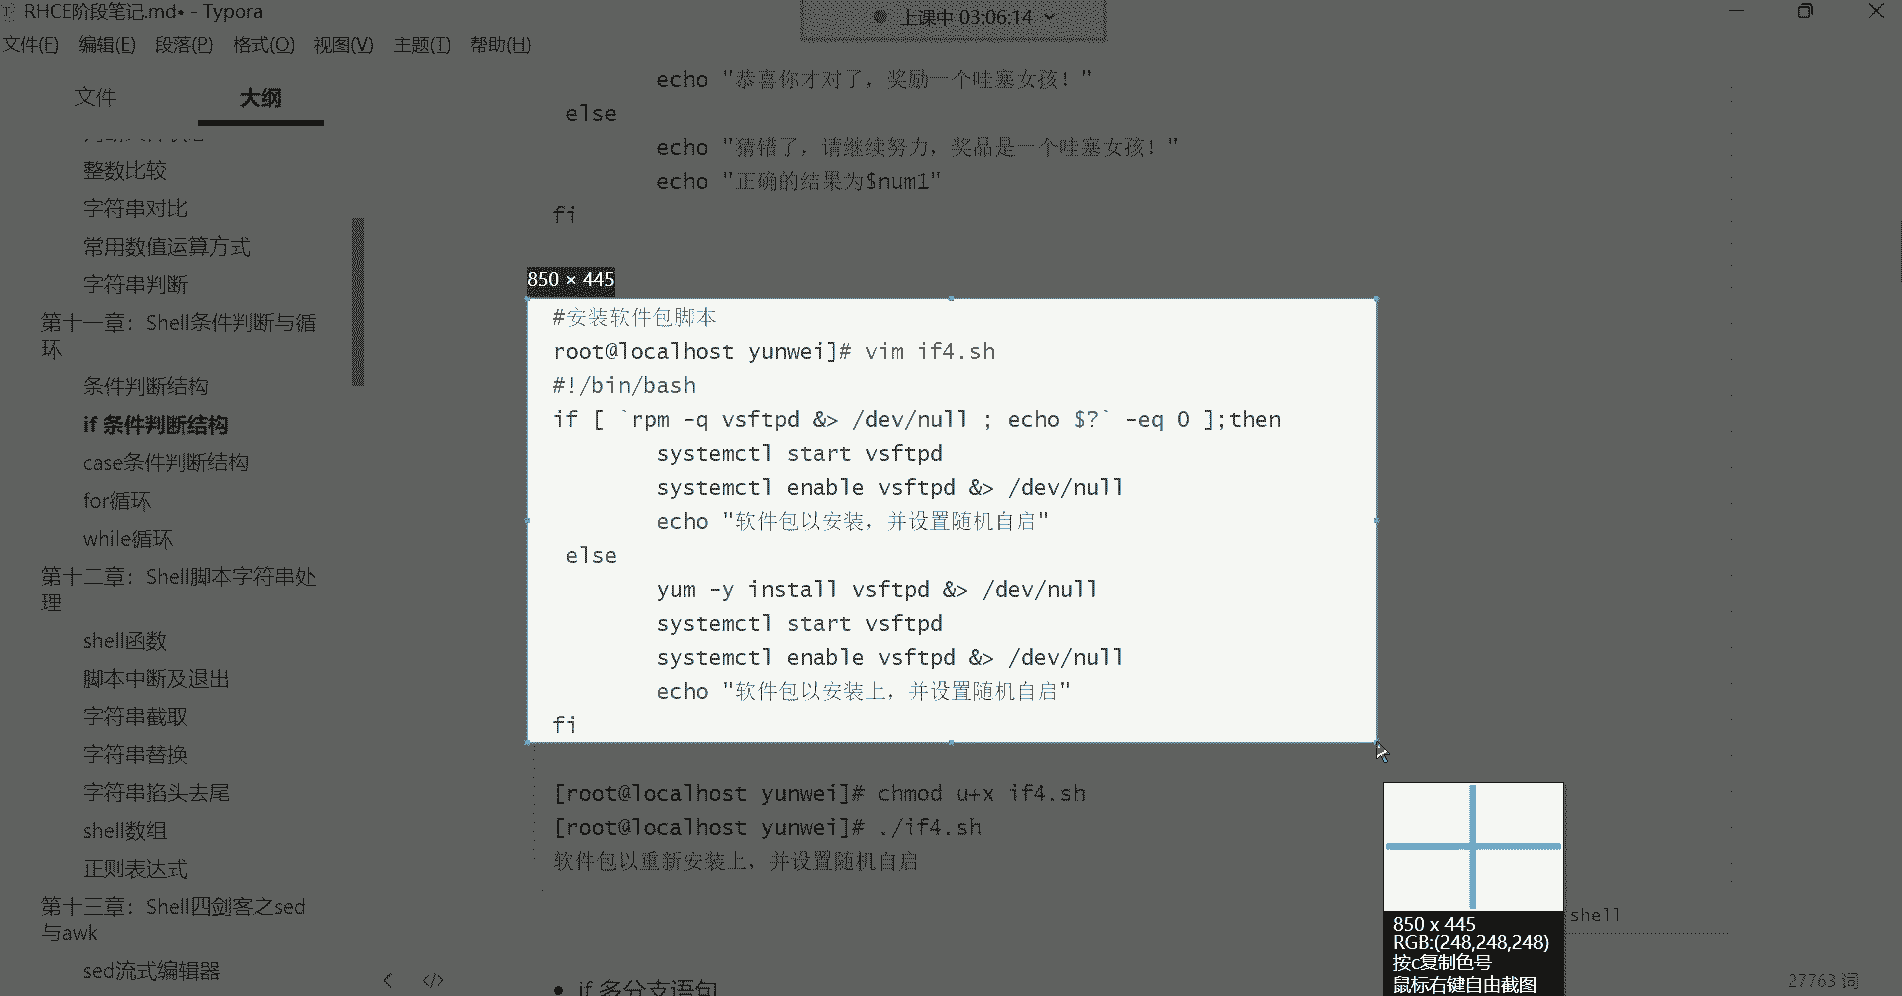 RHCE阶段笔记.md• - Typora
上课中 03:06:14
文件(F) 编辑(E) 段落(P) 格式(O) 视图(V) 主题(T) 帮助(H)
文件 大纲
整数比较
字符串对比
常用数值运算方式
字符串判断
第十一章：Shell条件判断与循
环
条件判断结构
if 条件判断结构
case条件判断结构
for循环
while循环
第十二章：Shell脚本字符串处
理
shell函数
脚本中断及退出
字符串截取
字符串替换
字符串掐头去尾
shell数组
正则表达式
第十三章：Shell四剑客之sed
与awk
sed流式编辑器
echo "恭喜你才对了，奖励一个哇塞女孩！"
else
echo "猜错了，请继续努力，奖品是一个哇塞女孩！"
echo "正确的结果为$num1"
fi
850 × 445
#安装软件包脚本
root@localhost yunwei]# vim if4.sh
#!/bin/bash
if [ `rpm -q vsftpd &> /dev/null ; echo $?` -eq 0 ];then
systemctl start vsftpd
systemctl enable vsftpd &> /dev/null
echo "软件包以安装，并设置随机自启"
else
yum -y install vsftpd &> /dev/null
systemctl start vsftpd
systemctl enable vsftpd &> /dev/null
echo "软件包以安装上，并设置随机自启"
fi
[root@localhost yunwei]# chmod u+x if4.sh
[root@localhost yunwei]# ./if4.sh
软件包以重新安装上，并设置随机自启
shell
• if 多分支语句
850 x 445
RGB:(248,248,248)
按c复制色号
鼠标右键自由截图
27763 词